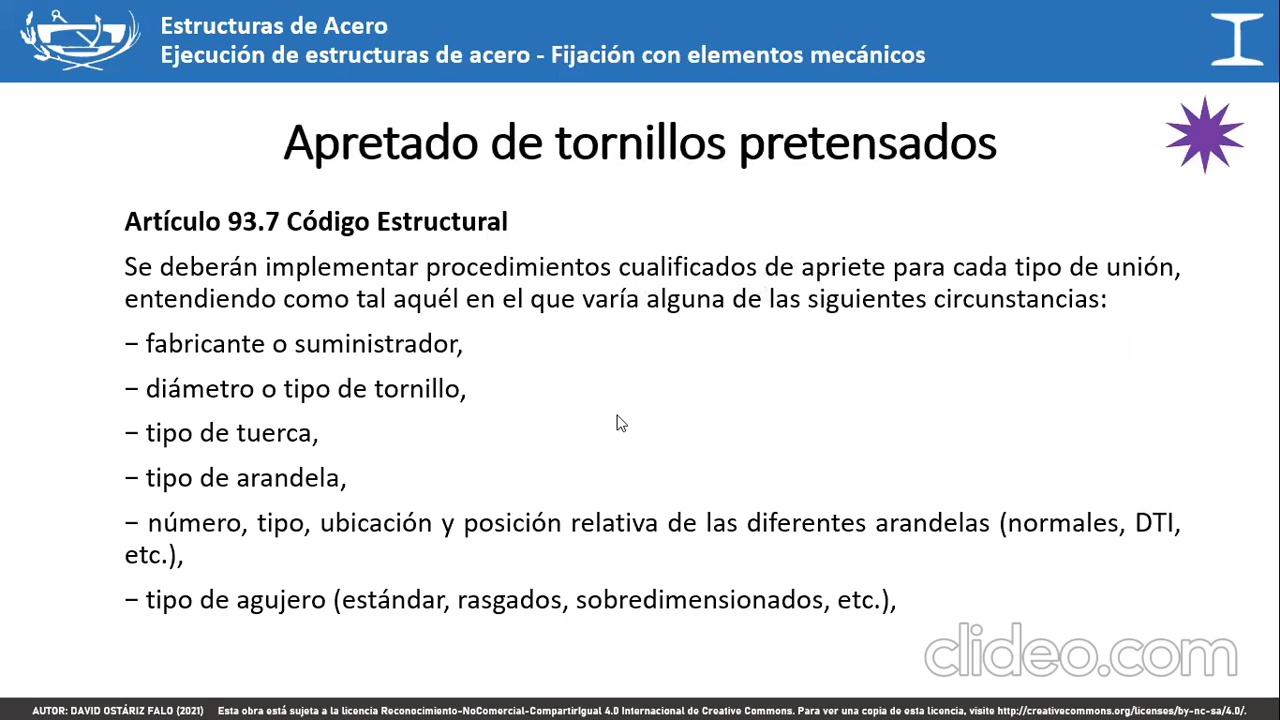 Estructuras de Acero
Ejecución de estructuras de acero - Fijación con elementos mecánicos
Apretado de tornillos pretensados
Artículo 93.7 Código Estructural
Se deberán implementar procedimientos cualificados de apriete para cada tipo de unión,
entendiendo como tal aquél en el que varía alguna de las siguientes circunstancias:
− fabricante o suministrador,
− diámetro o tipo de tornillo,
− tipo de tuerca,
− tipo de arandela,
− número, tipo, ubicación y posición relativa de las diferentes arandelas (normales, DTI,
etc.),
− tipo de agujero (estándar, rasgados, sobredimensionados, etc.),
clideo.com
AUTOR: DAVID OSTÁRIZ FALO (2021) Esta obra está sujeta a la licencia Reconocimiento-NoComercial-CompartirIgual 4.0 Internacional de Creative Commons. Para ver una copia de esta licencia, visite http://creativecommons.org/licenses/by-nc-sa/4.0/.